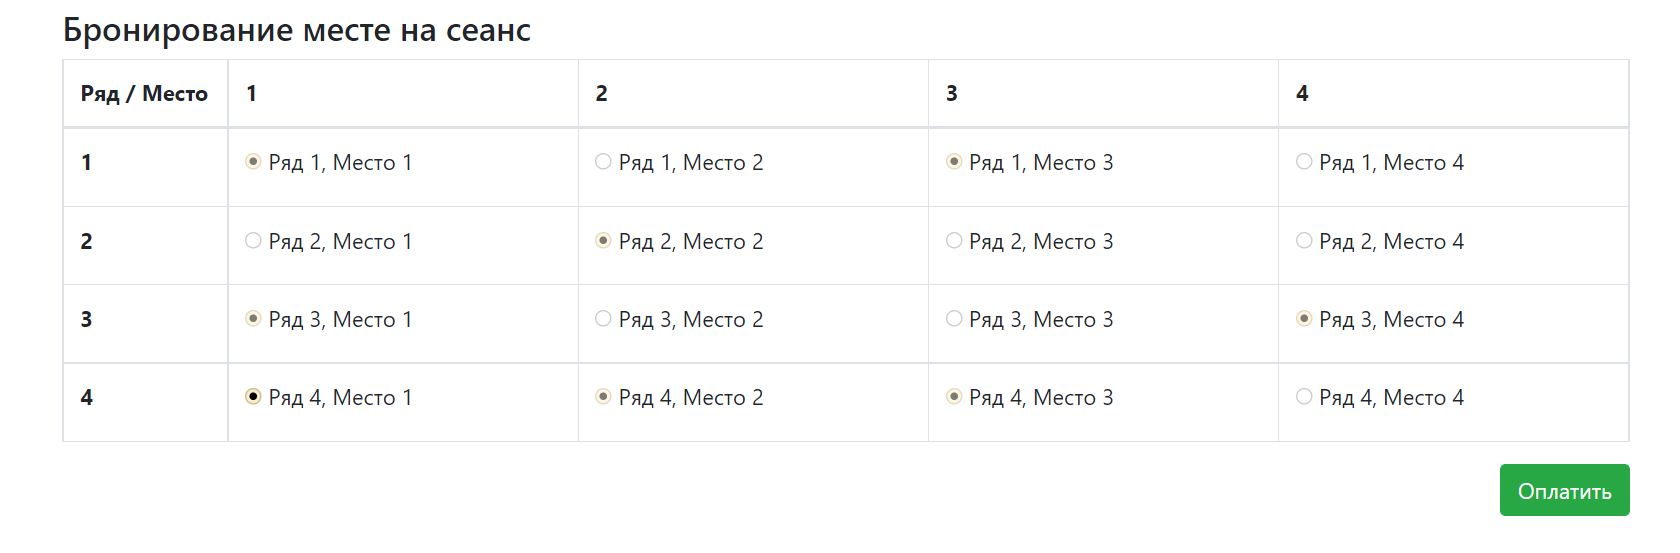 Бронирование месте на сеанс
Ряд / Место 1 2 3 4
1 Ряд 1, Место 1 Ряд 1, Место 2 Ряд 1, Место 3 Ряд 1, Место 4
2 Ряд 2, Место 1 Ряд 2, Место 2 Ряд 2, Место 3 Ряд 2, Место 4
3 Ряд 3, Место 1 Ряд 3, Место 2 Ряд 3, Место 3 Ряд 3, Место 4
4 Ряд 4, Место 1 Ряд 4, Место 2 Ряд 4, Место 3 Ряд 4, Место 4
Оплатить